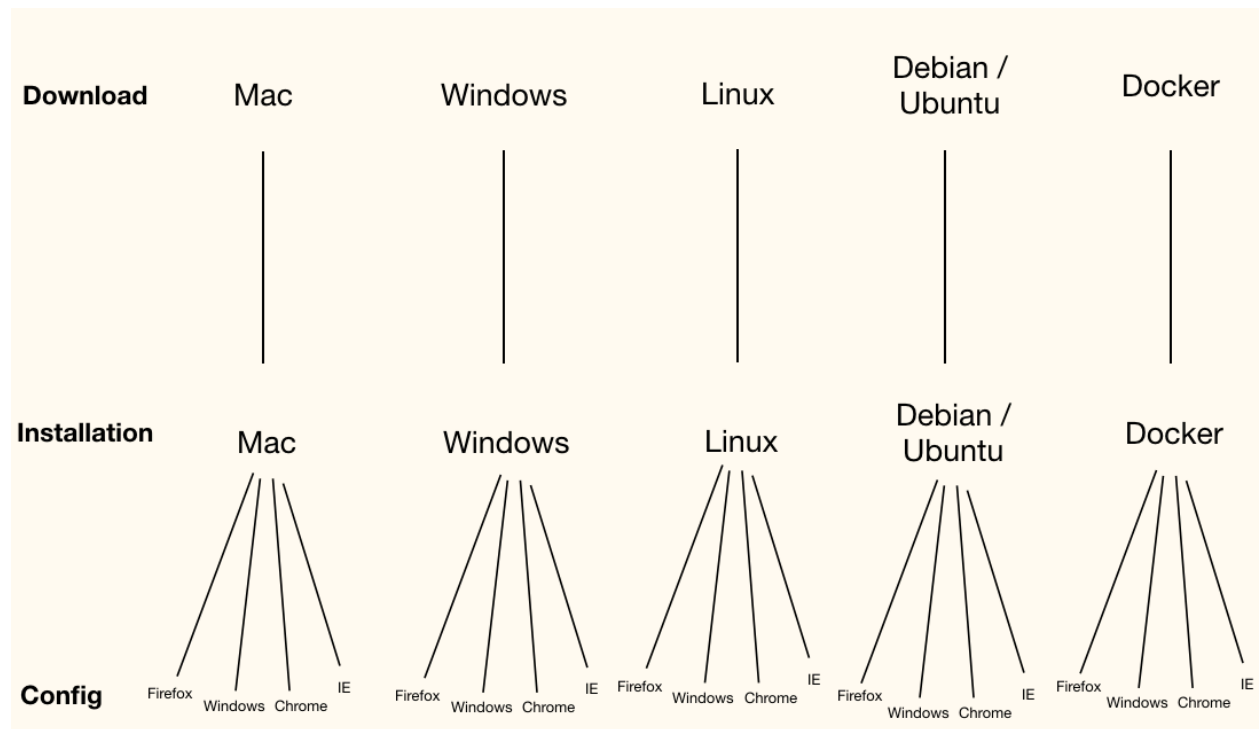 Download
Mac
Windows
Linux
Debian /
Ubuntu
Docker
Installation
Mac
Windows
Linux
Debian /
Ubuntu
Docker
Config
Firefox
Windows
Chrome
IE
Firefox
Windows
Chrome
IE
Firefox
Windows
Chrome
IE
Firefox
Windows
Chrome
IE
Firefox
Windows
Chrome
IE